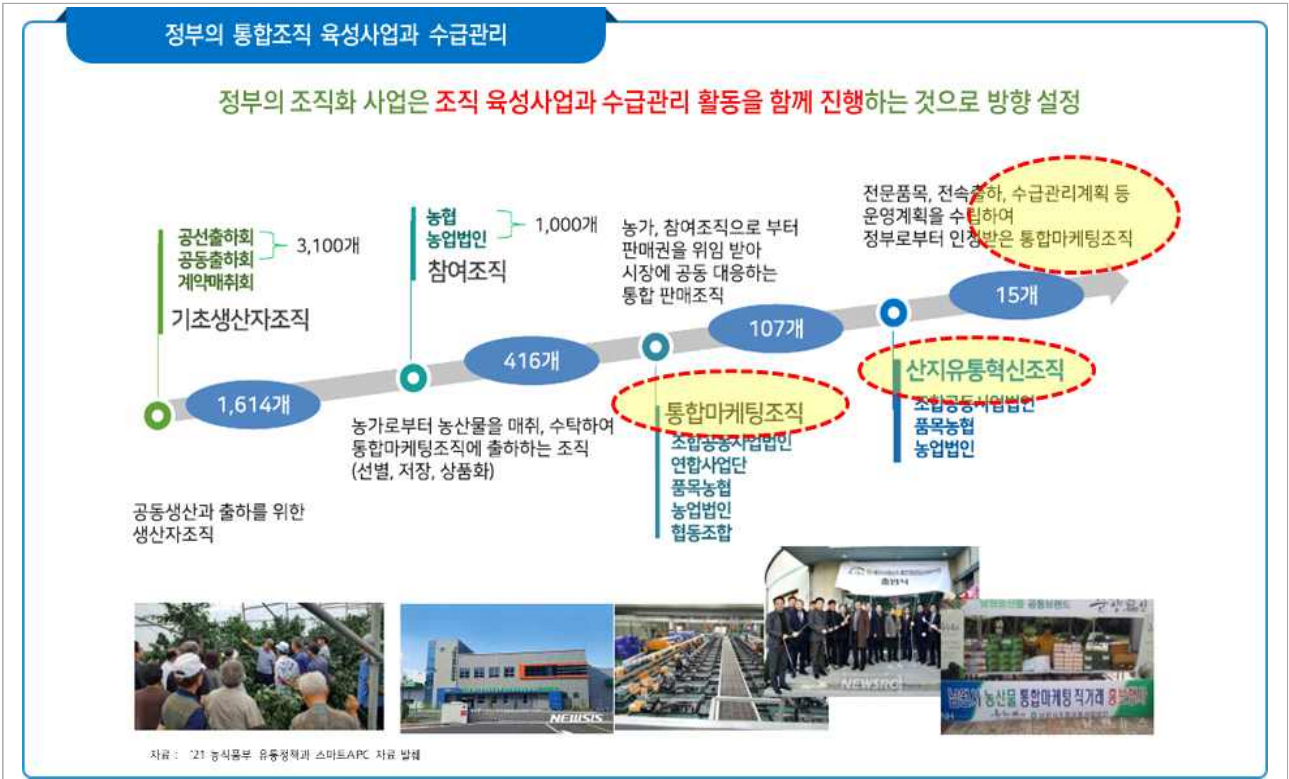 정부의 통합조직 육성사업과 수급관리
정부의 조직화 사업은 조직 육성사업과 수급관리 활동을 함께 진행하는 것으로 방향 설정
공선출하회
공동출하회
계약매취회
3,100개
기초생산자조직
1,614개
공동생산과 출하를 위한
생산자조직
농협
농업법인
1,000개
참여조직
416개
농가로부터 농산물을 매취, 수탁하여
통합마케팅조직에 출하하는 조직
(선별, 저장, 상품화)
농가, 참여조직으로 부터
판매권을 위임 받아
시장에 공동 대응하는
통합 판매조직
107개
통합마케팅조직
조합공동사업법인
연합사업단
품목농협
농업법인
협동조합
전문품목, 전속출하, 수급관리계획 등
운영계획을 수립하여
정부로부터 인정받은 통합마케팅조직
15개
산지유통혁신조직
조합공동사업법인
품목농협
농업법인
NEWSIS
출범식
공동브랜드
농산물 통합마케팅 직거래
자료 : '21 농식품부 유통정책과 스마트APC 자료 발췌